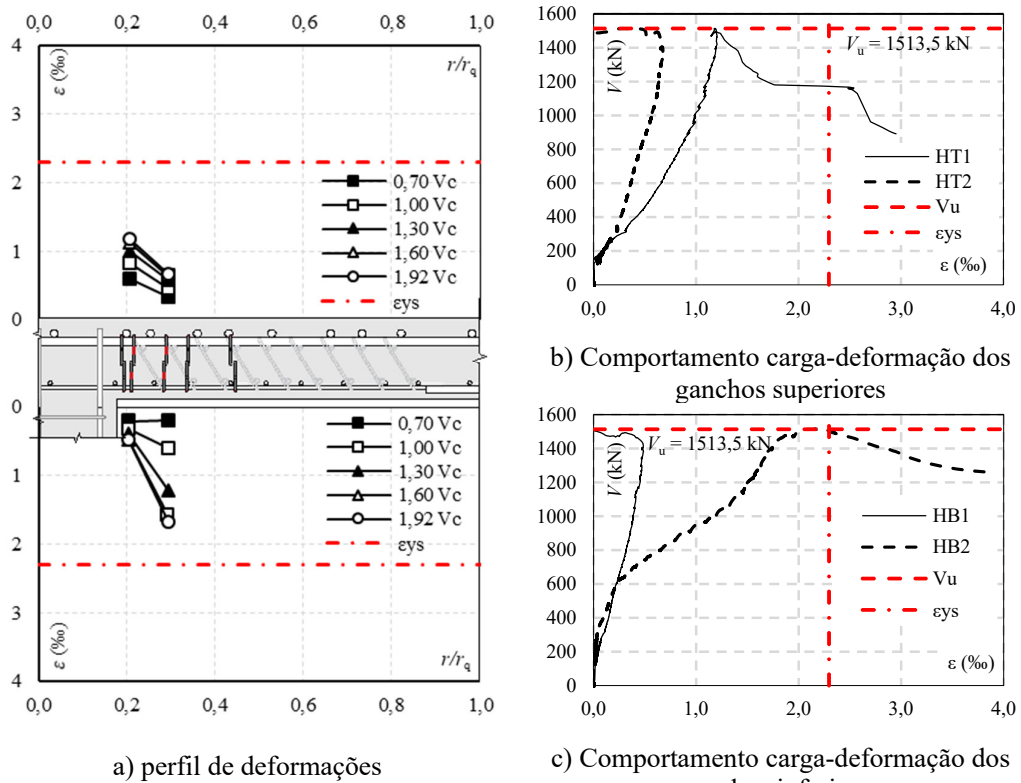 0,0 0,2 0,4 0,6 0,8 1,0
4
3
2
1
0
ε (‰)
r/rq
0,70 Vc
1,00 Vc
1,30 Vc
1,60 Vc
1,92 Vc
εys
0
1
2
3
4
0,70 Vc
1,00 Vc
1,30 Vc
1,60 Vc
1,92 Vc
εys
ε (‰)
r/rq
0,0 0,2 0,4 0,6 0,8 1,0
a) perfil de deformações
1600
1400
1200
1000
800
600
400
200
0
V (kN)
Vu = 1513,5 kN
HT1
HT2
Vu
εys
ε (‰)
0,0 1,0 2,0 3,0 4,0
b) Comportamento carga-deformação dos
ganchos superiores
1600
1400
1200
1000
800
600
400
200
0
V (kN)
Vu = 1513,5 kN
HB1
HB2
Vu
εys
ε (‰)
0,0 1,0 2,0 3,0 4,0
c) Comportamento carga-deformação dos